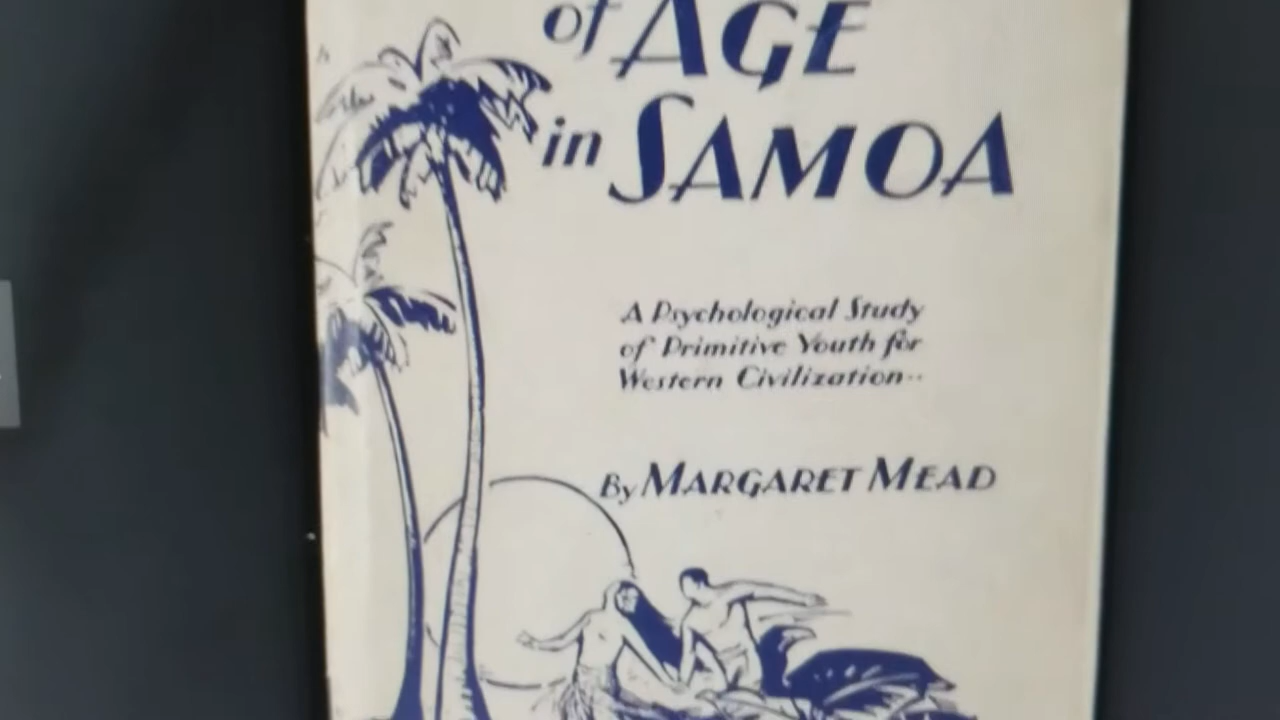 of AGE
in SAMOA
A Psychological Study
of Primitive Youth for
Western Civilization--
By MARGARET MEAD